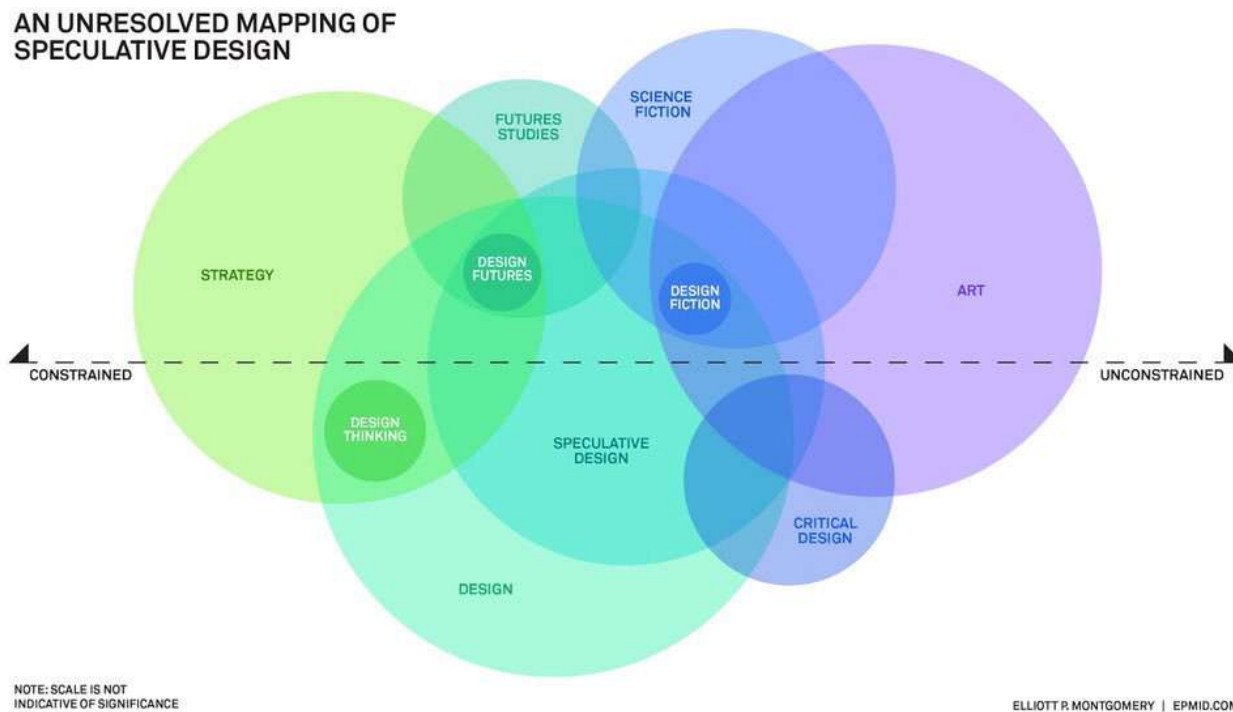 AN UNRESOLVED MAPPING OF
SPECULATIVE DESIGN
FUTURES
STUDIES
SCIENCE
FICTION
STRATEGY
DESIGN
FUTURES
DESIGN
FICTION
ART
CONSTRAINED
UNCONSTRAINED
DESIGN
THINKING
SPECULATIVE
DESIGN
CRITICAL
DESIGN
DESIGN
NOTE: SCALE IS NOT
INDICATIVE OF SIGNIFICANCE
ELLIOTT P. MONTGOMERY | EPMID.COM